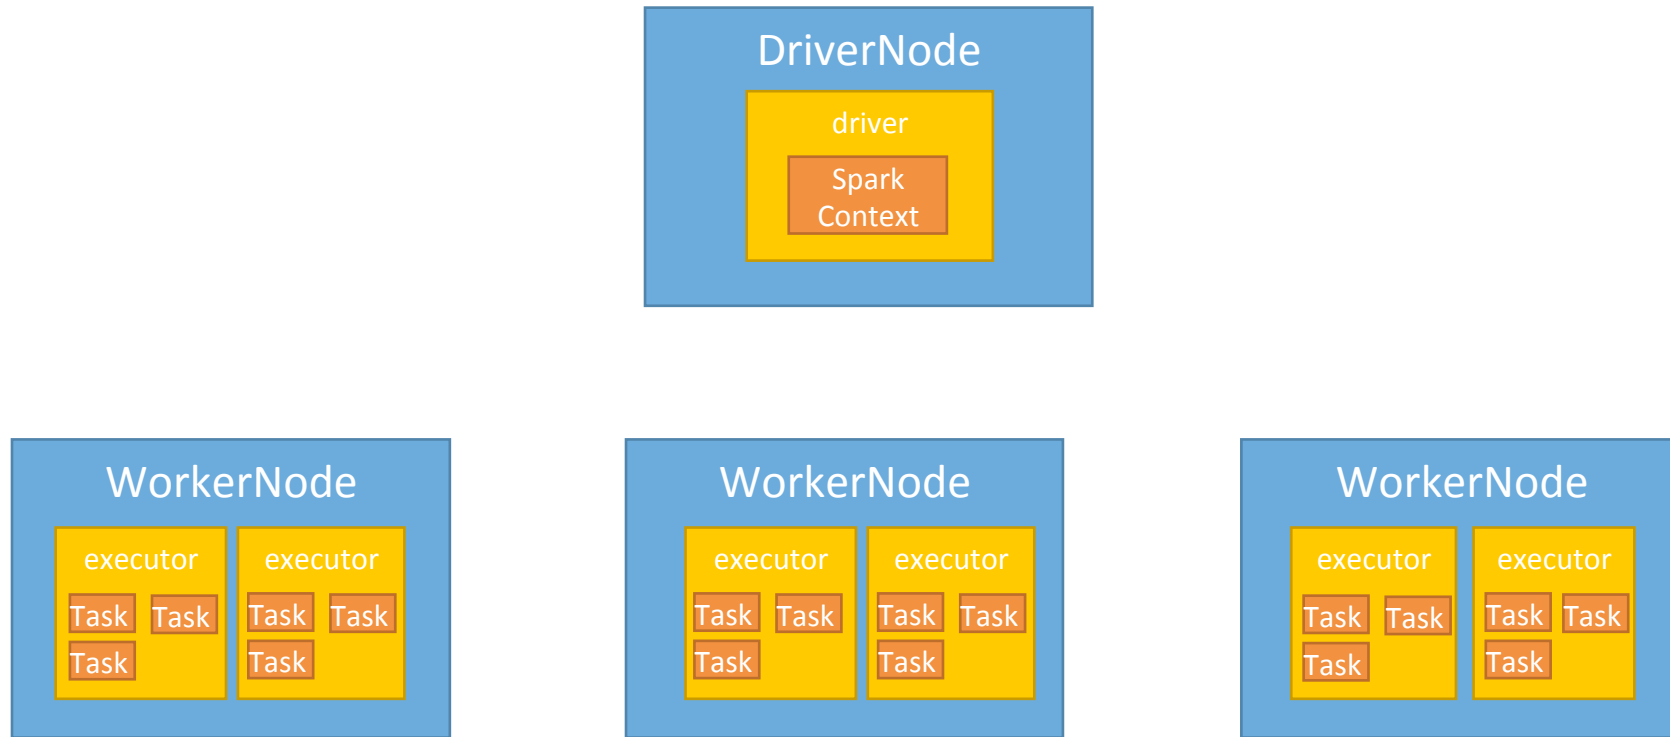 DriverNode
driver
Spark
Context
WorkerNode
executor
executor
Task
Task
Task
Task
Task
Task
WorkerNode
executor
executor
Task
Task
Task
Task
Task
Task
WorkerNode
executor
executor
Task
Task
Task
Task
Task
Task